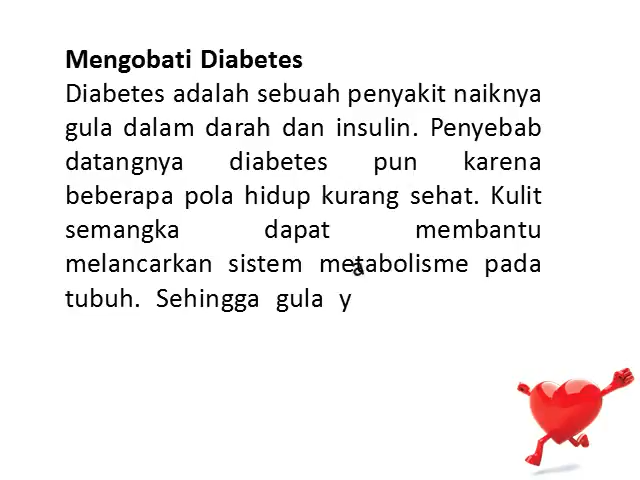 Mengobati Diabetes
Diabetes adalah sebuah penyakit naiknya
gula dalam darah dan insulin. Penyebab
datangnya diabetes pun karena
beberapa pola hidup kurang sehat. Kulit
semangka dapat membantu
melancarkan sistem metabolisme pada
tubuh. Sehingga gula y